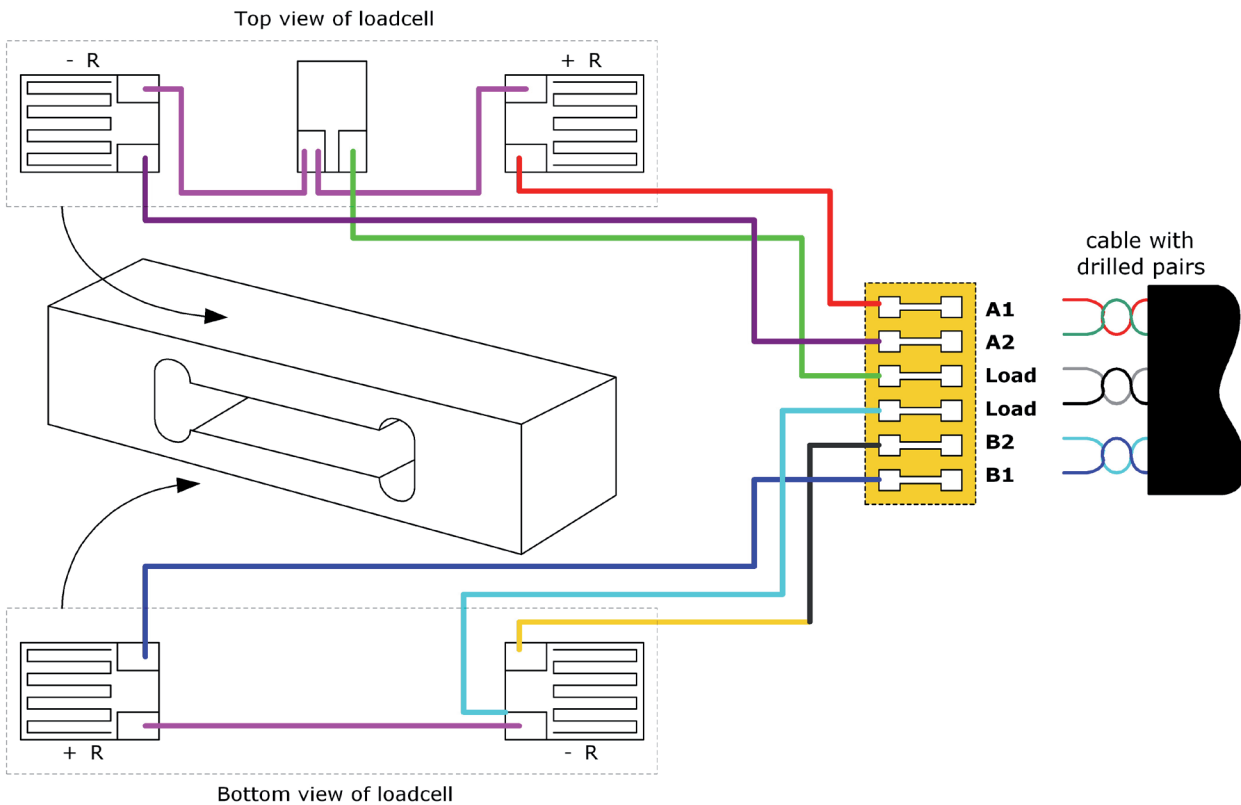 Top view of loadcell
- R
+ R
cable with
drilled pairs
A1
A2
Load
Load
B2
B1
+ R
- R
Bottom view of loadcell